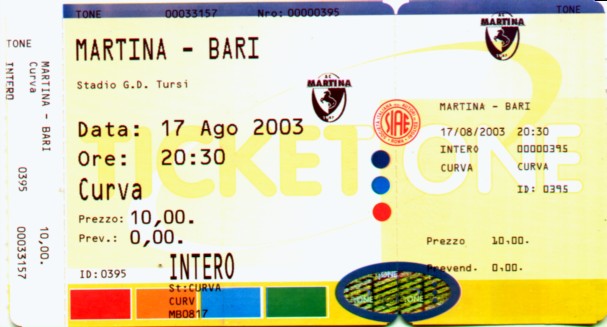 TONE 00033157 Nro: 00000395
MARTINA - BARI
Stadio G.D. Tursi
A.C.
MARTINA
Data: 17 Ago 2003
Ore: 20:30
Curva
Prezzo: 10,00.
Prev.: 0,00.
ID: 0395
INTERO
St:CURVA
CURV
MB0817
TICKETONE
SIAE
TONE
A.C.
MARTINA
MARTINA - BARI
17/08/2003 20:30
INTERO 00000395
CURVA CURVA
ID: 0395
Prezzo 10,00.
Prevend. 0,00.
TONE
MARTINA - BARI
Curva
INTERO
0395
10,00.
00033157